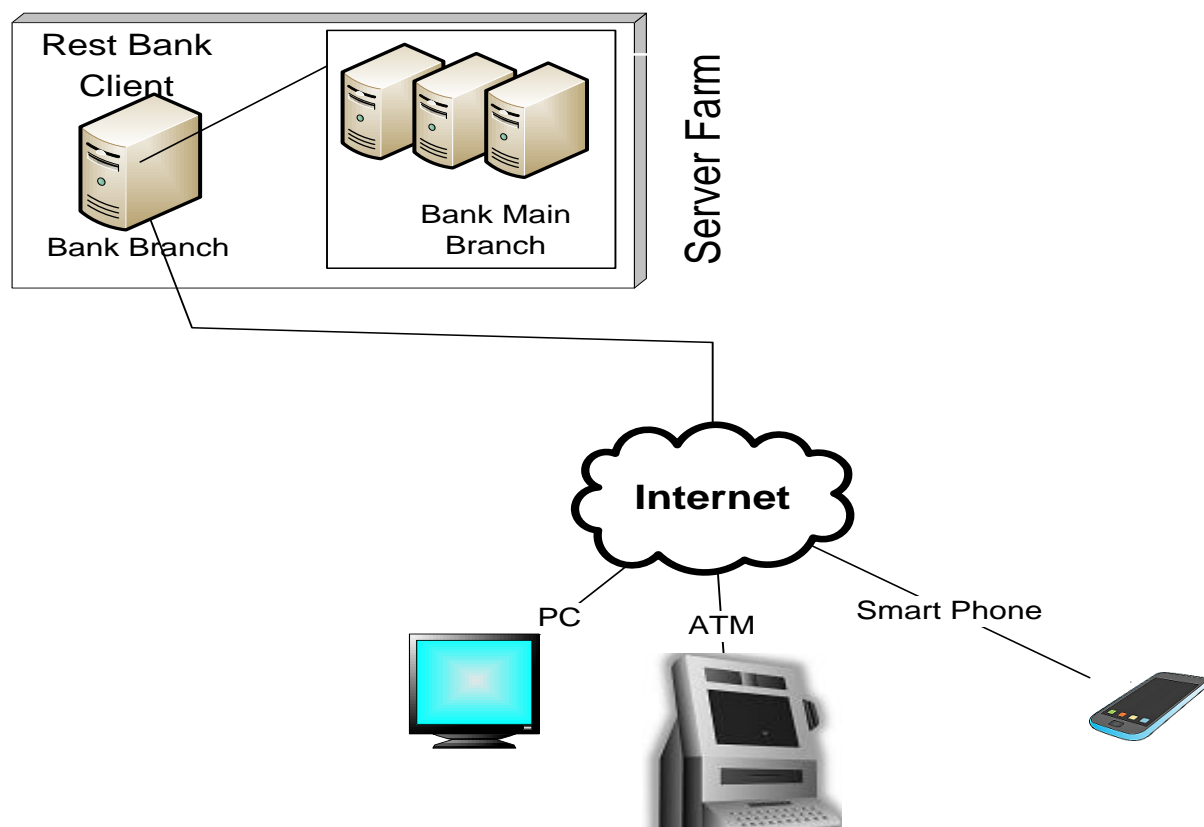 Rest Bank
Client
Bank Branch
Bank Main
Branch
Server Farm
Internet
PC
ATM
Smart Phone